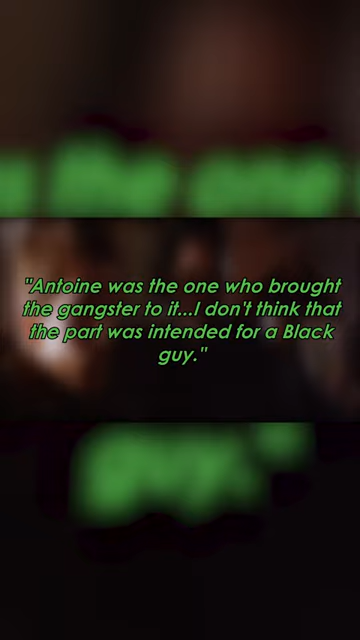 "Antoine was the one who brought
the gangster to it...I don't think that
the part was intended for a Black
guy."